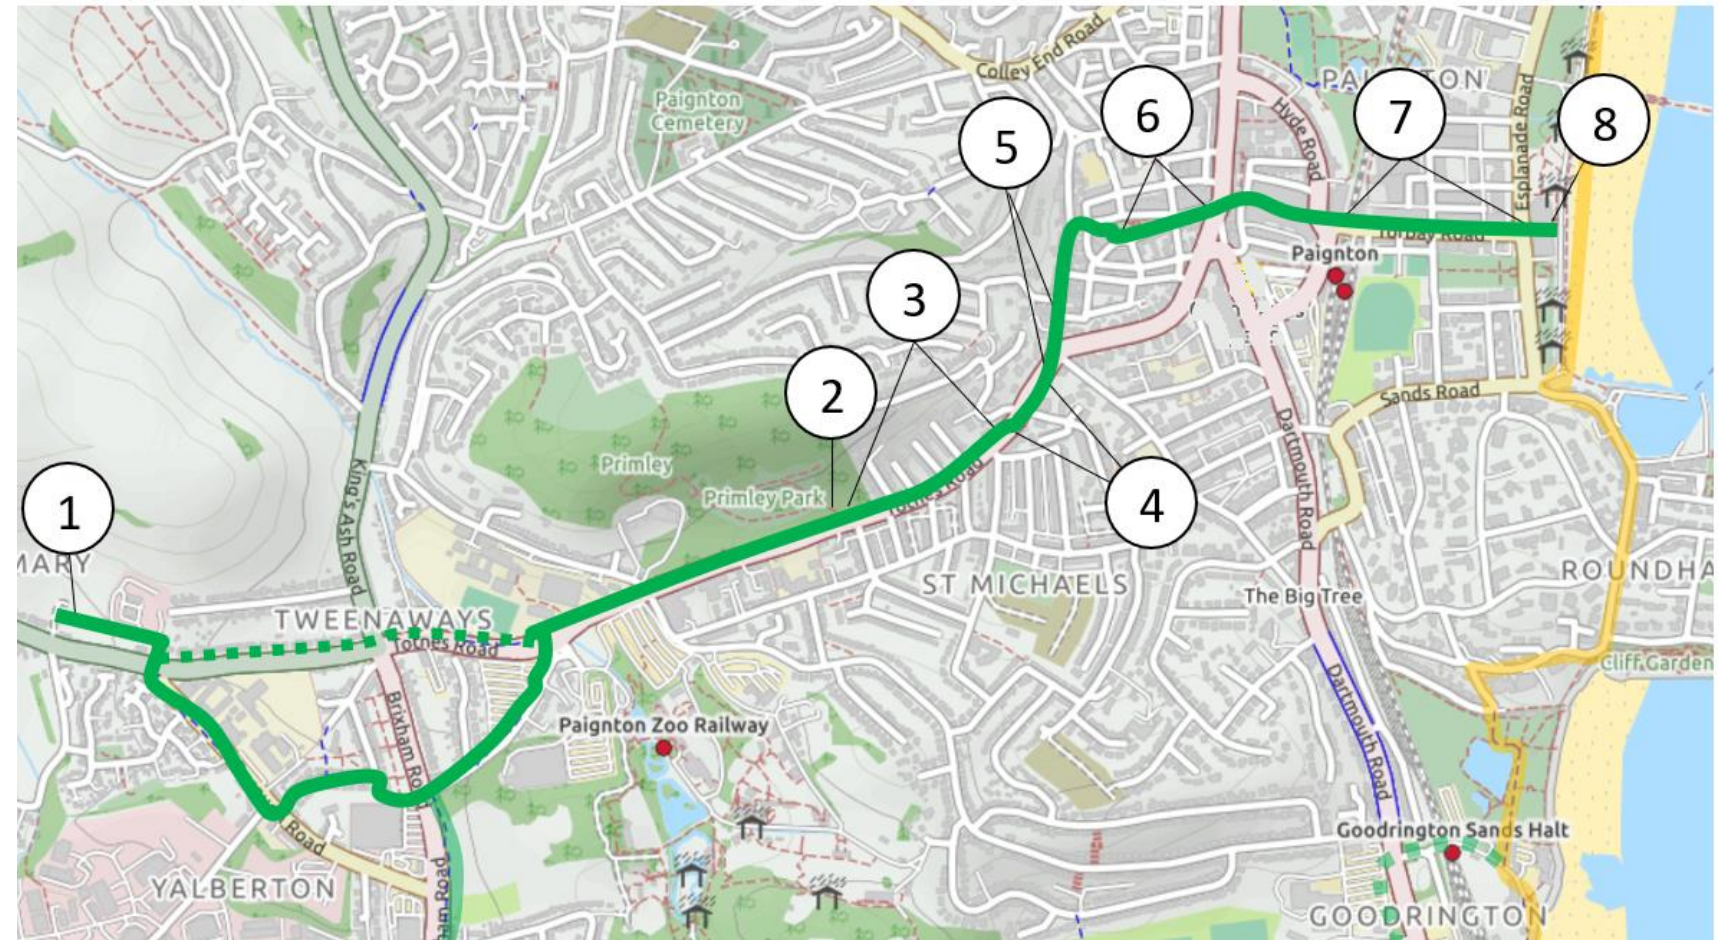 Colley End Road
PAIGNTON
Paignton
Cemetery
Hyde Road
Esplanade Road
6
7
8
5
Torbay Road
Paignton
3
2
Sands Road
Primley
Primley Park
Totnes Road
King's Ash Road
Dartmouth Road
1
4
MARY
ST MICHAELS
ROUNDHA
The Big Tree
TWEENAWAYS
Totnes Road
Cliff Garden
Brixham Road
Paignton Zoo Railway
Dartmouth Road
Road
Goodrington Sands Halt
YALBERTON
ham Road
GOODRINGTON